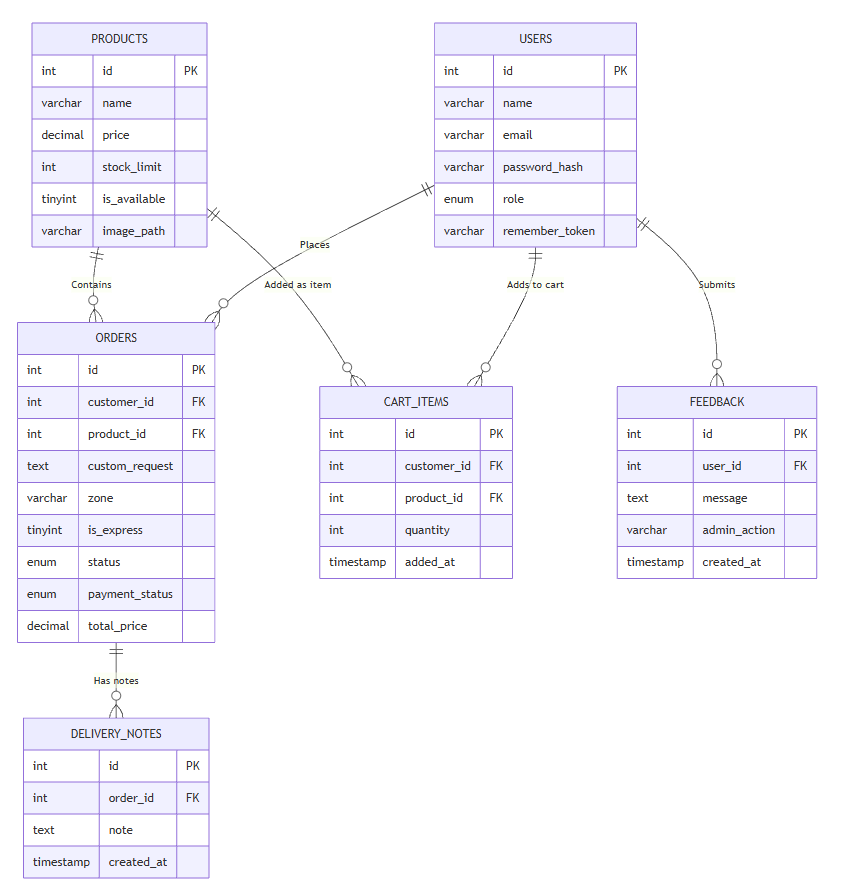 PRODUCTS
int id PK
varchar name
decimal price
int stock_limit
tinyint is_available
varchar image_path
USERS
int id PK
varchar name
varchar email
varchar password_hash
enum role
varchar remember_token
Places
Contains
Added as item
Adds to cart
Submits
ORDERS
int id PK
int customer_id FK
int product_id FK
text custom_request
varchar zone
tinyint is_express
enum status
enum payment_status
decimal total_price
CART_ITEMS
int id PK
int customer_id FK
int product_id FK
int quantity
timestamp added_at
FEEDBACK
int id PK
int user_id FK
text message
varchar admin_action
timestamp created_at
Has notes
DELIVERY_NOTES
int id PK
int order_id FK
text note
timestamp created_at